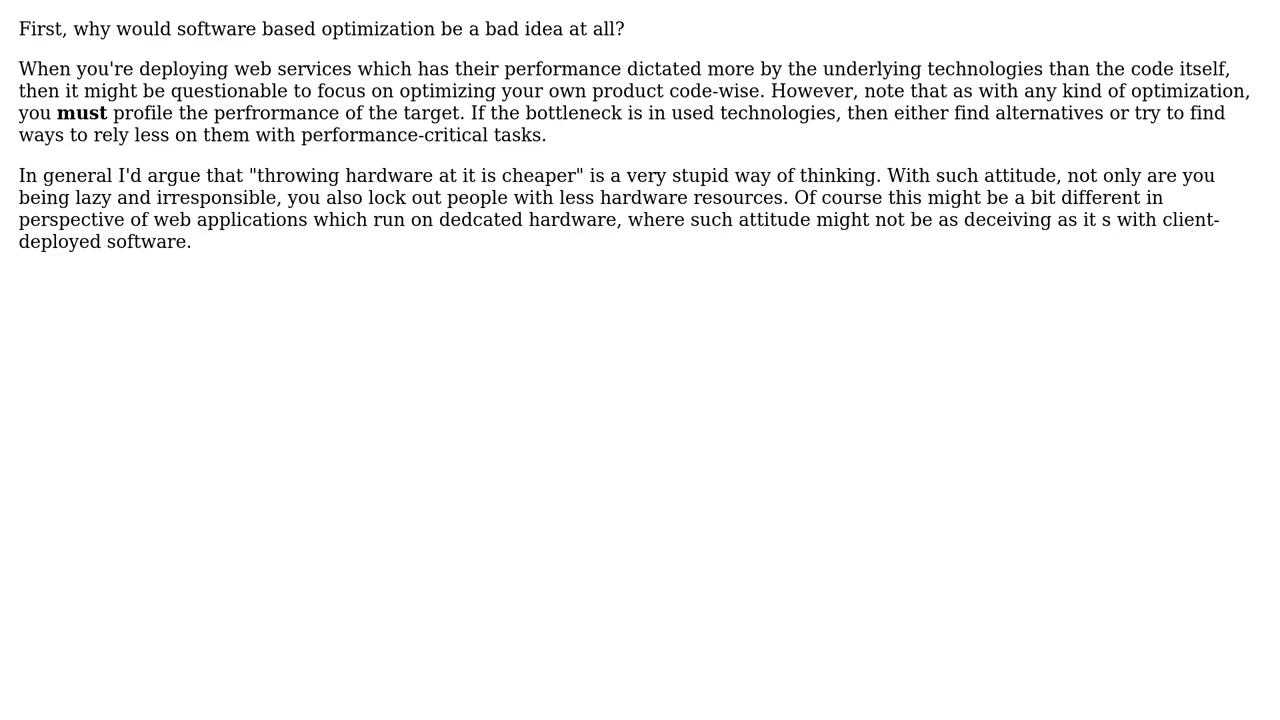 First, why would software based optimization be a bad idea at all?
When you're deploying web services which has their performance dictated more by the underlying technologies than the code itself,
then it might be questionable to focus on optimizing your own product code-wise. However, note that as with any kind of optimization,
you must profile the perfrormance of the target. If the bottleneck is in used technologies, then either find alternatives or try to find
ways to rely less on them with performance-critical tasks.
In general I'd argue that "throwing hardware at it is cheaper" is a very stupid way of thinking. With such attitude, not only are you
being lazy and irresponsible, you also lock out people with less hardware resources. Of course this might be a bit different in
perspective of web applications which run on dedcated hardware, where such attitude might not be as deceiving as it s with client-
deployed software.